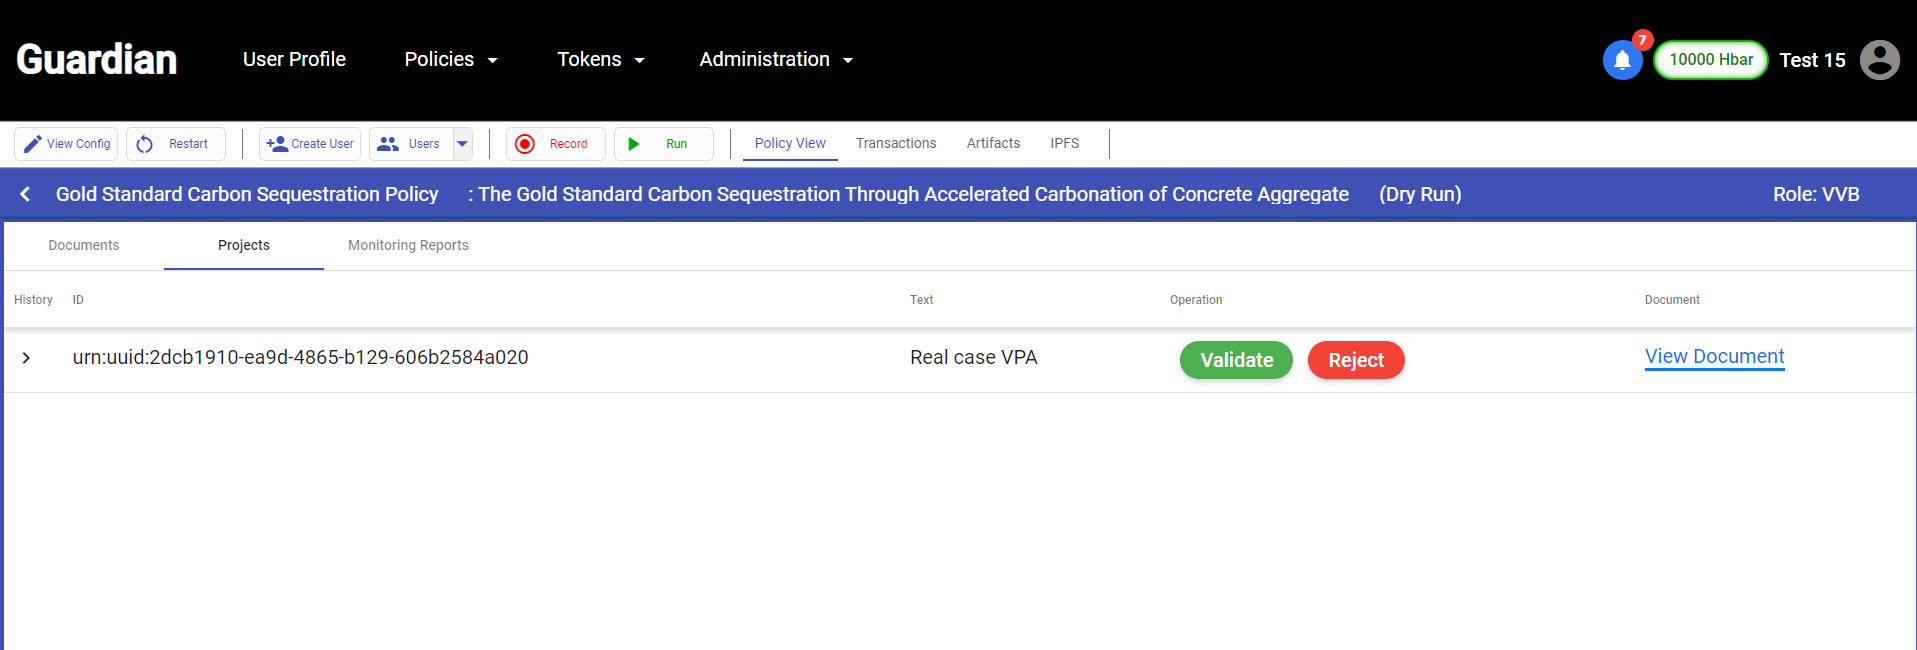 Guardian User Profile Policies Tokens Administration 7 10000 Hbar Test 15
View Config Restart Create User Users Record Run Policy View Transactions Artifacts IPFS
Gold Standard Carbon Sequestration Policy : The Gold Standard Carbon Sequestration Through Accelerated Carbonation of Concrete Aggregate (Dry Run) Role: VVB
Documents Projects Monitoring Reports
History ID Text Operation Document
urn:uuid:2dcb1910-ea9d-4865-b129-606b2584a020 Real case VPA Validate Reject View Document